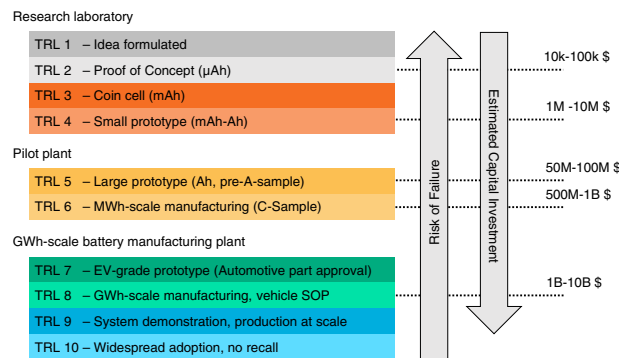 Research laboratory
TRL 1 – Idea formulated
TRL 2 – Proof of Concept (µAh)
10k-100k $
TRL 3 – Coin cell (mAh)
TRL 4 – Small prototype (mAh-Ah)
1M -10M $
Pilot plant
TRL 5 – Large prototype (Ah, pre-A-sample)
50M-100M $
TRL 6 – MWh-scale manufacturing (C-Sample)
500M-1B $
GWh-scale battery manufacturing plant
TRL 7 – EV-grade prototype (Automotive part approval)
TRL 8 – GWh-scale manufacturing, vehicle SOP
1B-10B $
TRL 9 – System demonstration, production at scale
TRL 10 – Widespread adoption, no recall
Risk of Failure
Estimated Capital Investment